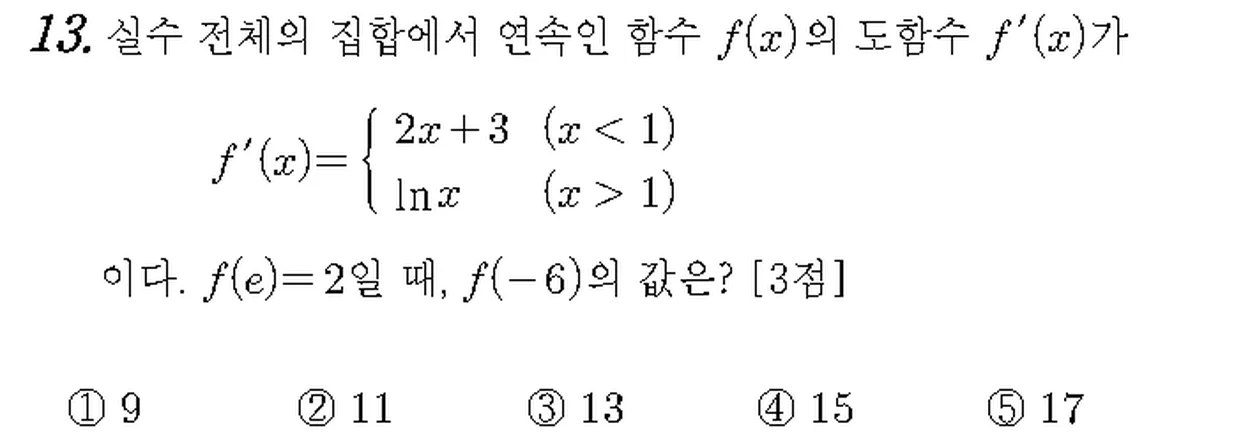 13. 실수 전체의 집합에서 연속인 함수 f(x)의 도함수 f′(x)가
f′(x)={ 2x+3 (x < 1)
ln x (x > 1)
이다. f(e)=2일 때, f(−6)의 값은? [3점]
① 9 ② 11 ③ 13 ④ 15 ⑤ 17